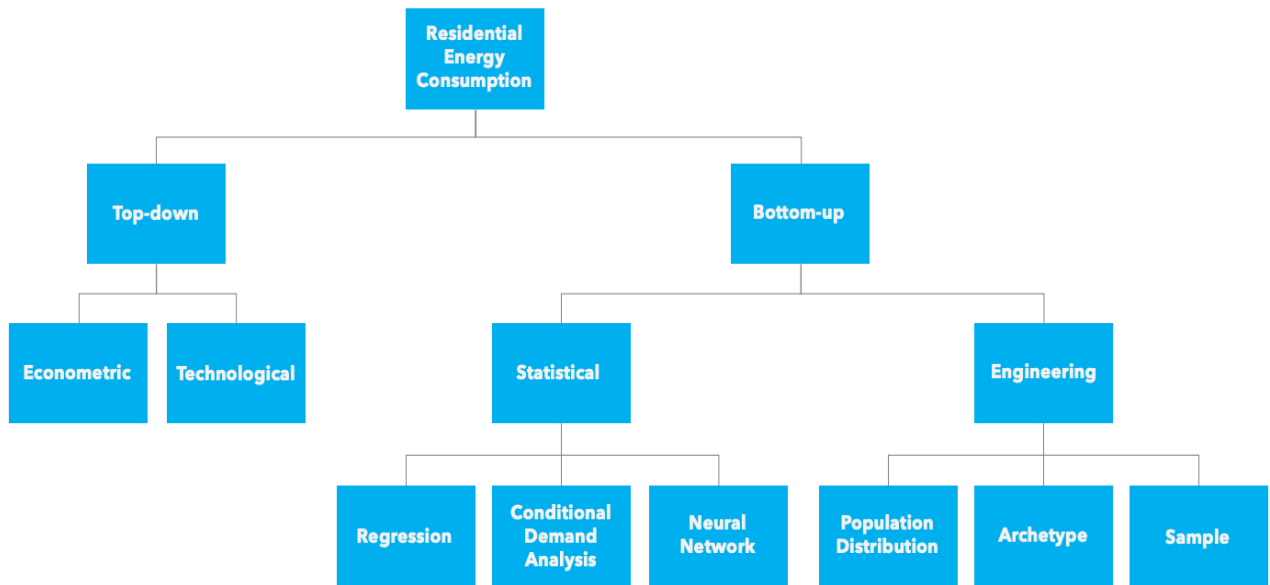 Residential
Energy
Consumption
Top-down
Bottom-up
Econometric
Technological
Statistical
Engineering
Regression
Conditional
Demand
Analysis
Neural
Network
Population
Distribution
Archetype
Sample